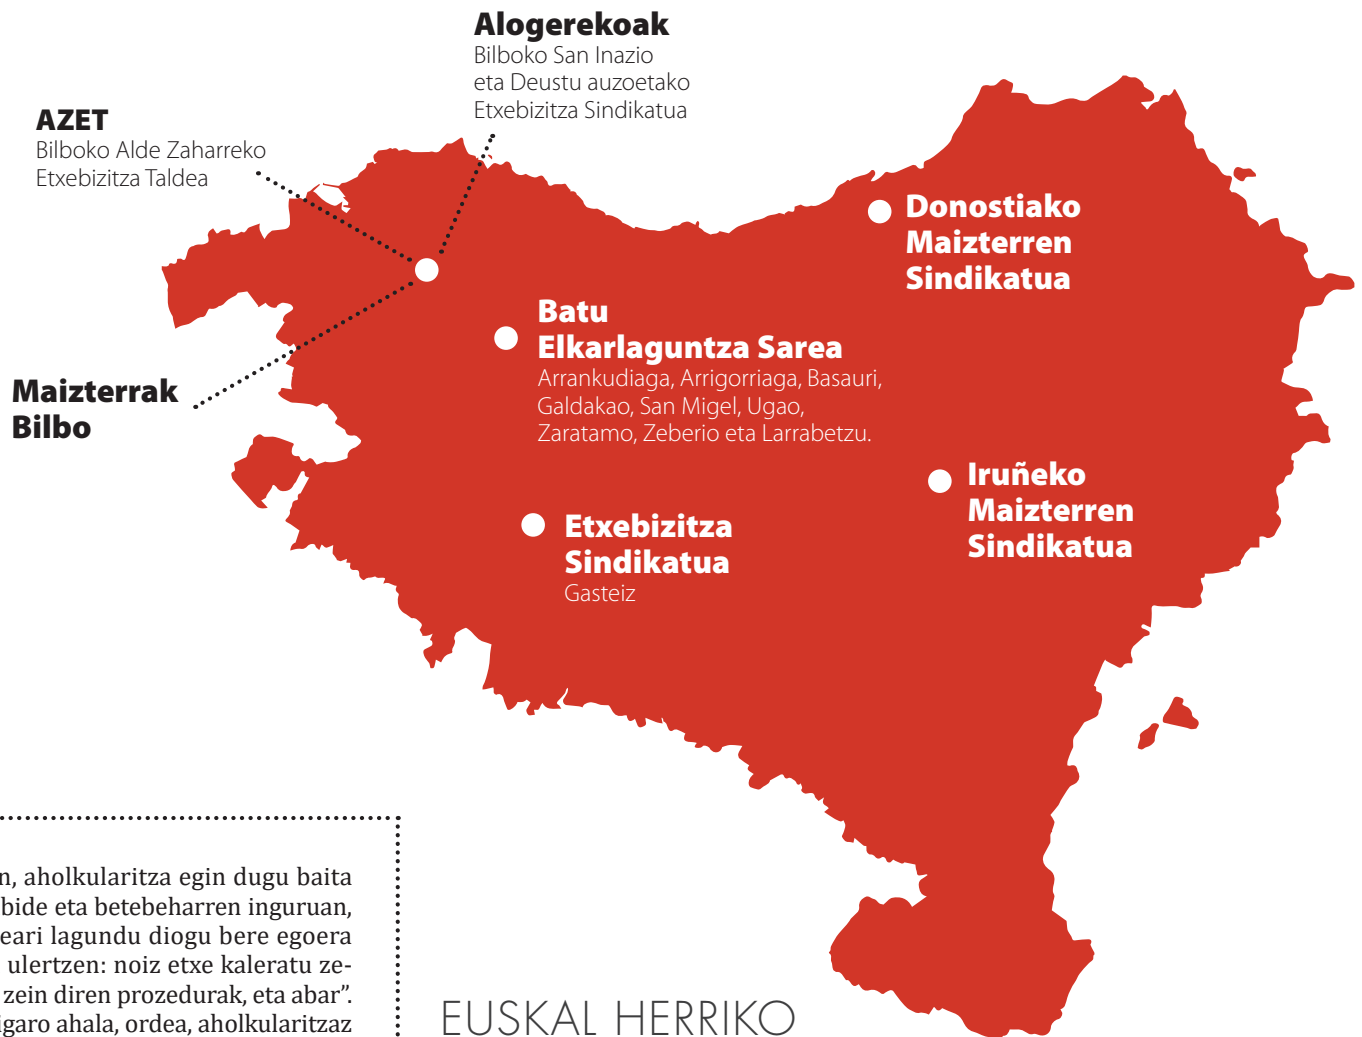 Alogerekoak
Bilboko San Inazio
eta Deustu auzoetako
Etxebizitza Sindikatua
AZET
Bilboko Alde Zaharreko
Etxebizitza Taldea
Donostiako
Maizterren
Sindikatua
Batu
Elkarlaguntza Sarea
Arrankudiaga, Arrigorriaga, Basauri,
Galdakao, San Migel, Ugao,
Zaratamo, Zeberio eta Larrabetzu.
Maizterrak
Bilbo
Iruñeko
Maizterren
Sindikatua
Etxebizitza
Sindikatua
Gasteiz
n, aholkularitza egin dugu baita
bide eta betebeharren inguruan,
eari lagundu diogu bere egoera
ulertzen: noiz etxe kaleratu ze-
zein diren prozedurak, eta abar”.
igaro ahala, ordea, aholkularitzaz
EUSKAL HERRIKO